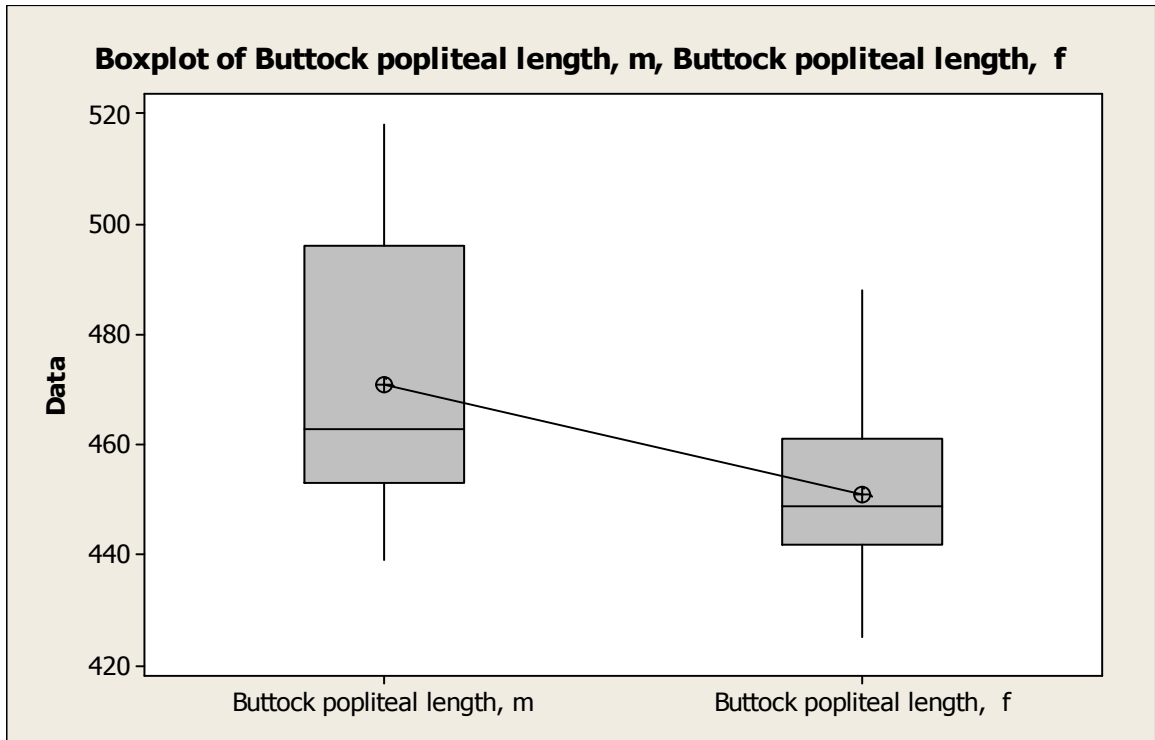 Boxplot of Buttock popliteal length, m, Buttock popliteal length, f
520
500
480
460
440
420
Data
Buttock popliteal length, m
Buttock popliteal length, f